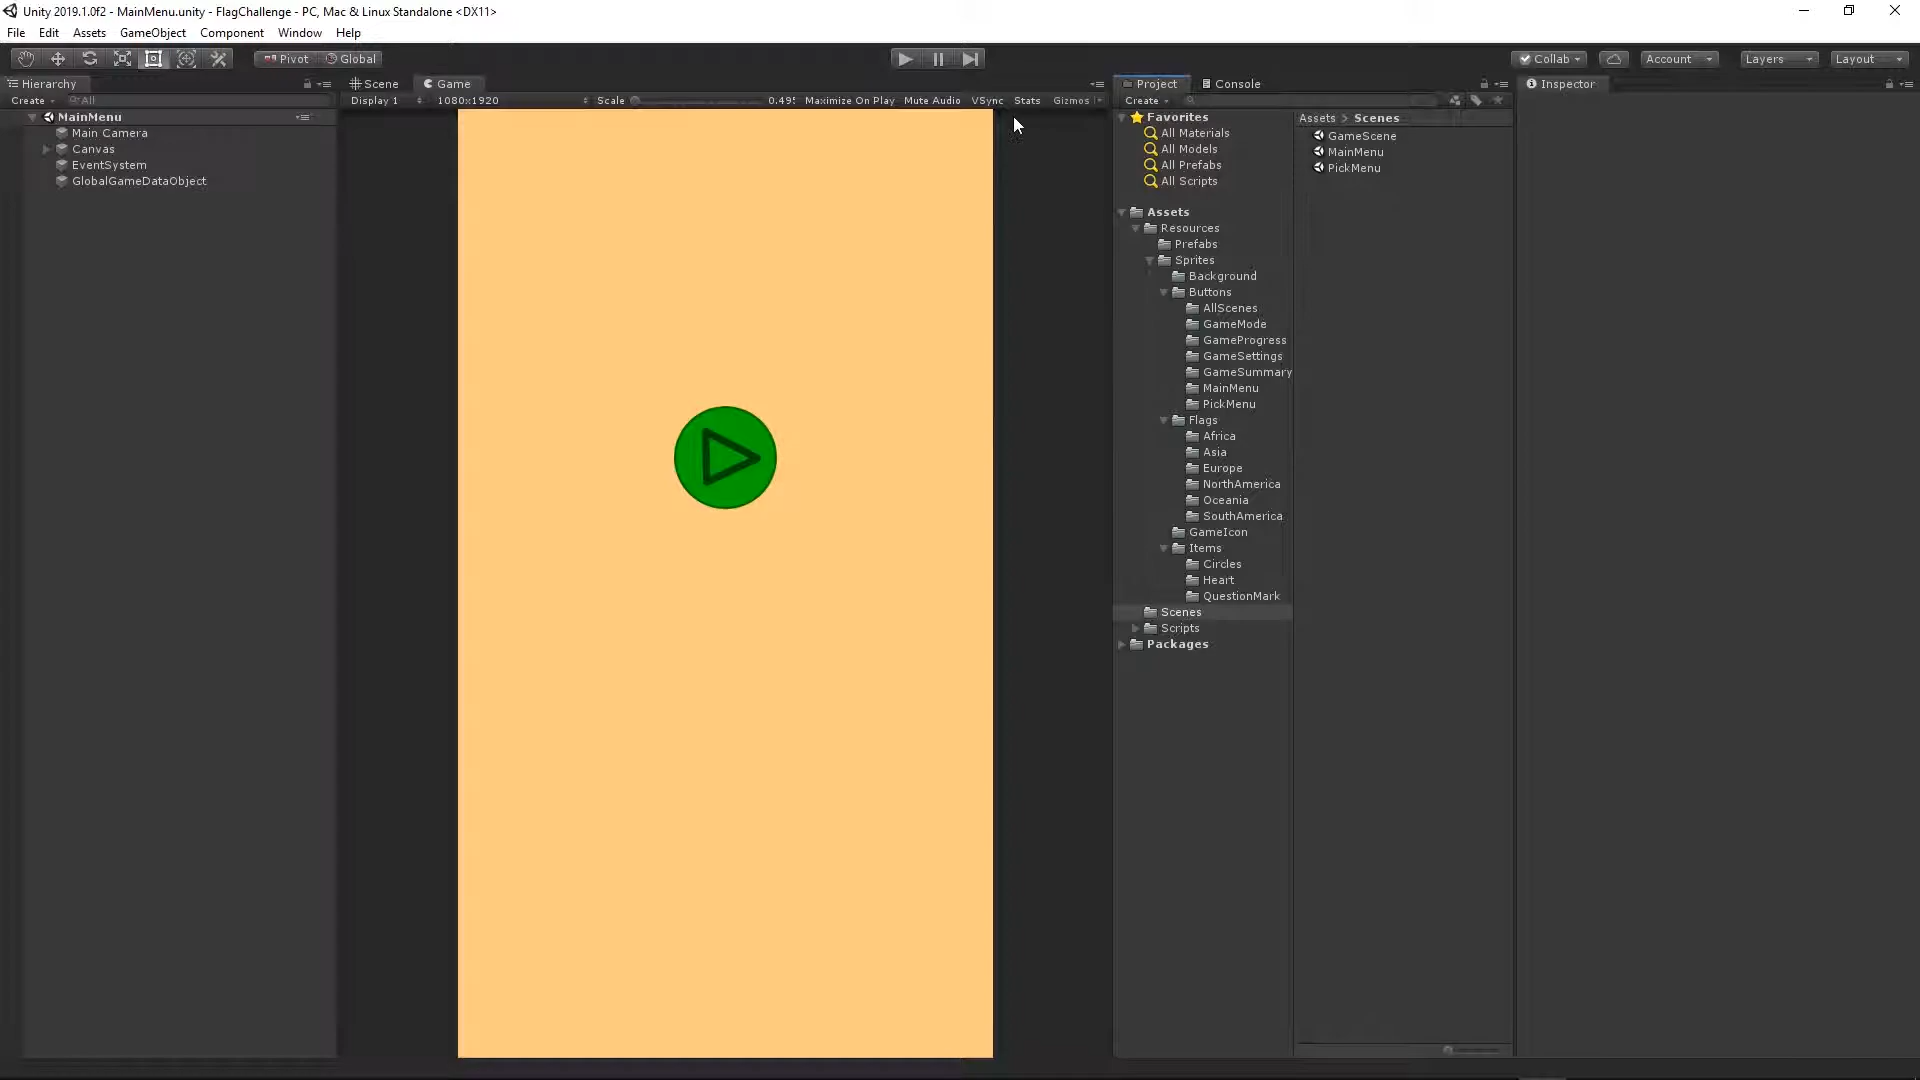 Unity 2019.1.0f2 - MainMenu.unity - FlagChallenge - PC, Mac & Linux Standalone <DX11>
File Edit Assets GameObject Component Window Help
Pivot Global Collab Account Layers Layout
Hierarchy Scene Game Project Console Inspector
Create All Display 1 1080x1920 Scale 0.49 Maximize On Play Mute Audio VSync Stats Gizmos Create
MainMenu
Main Camera
Canvas
EventSystem
GlobalGameDataObject
Favorites
All Materials
All Models
All Prefabs
All Scripts
Assets
Resources
Prefabs
Sprites
Background
Buttons
AllScenes
GameMode
GameProgress
GameSettings
GameSummary
MainMenu
PickMenu
Flags
Africa
Asia
Europe
NorthAmerica
Oceania
SouthAmerica
GameIcon
Items
Circles
Heart
QuestionMark
Scenes
Scripts
Packages
Assets > Scenes
GameScene
MainMenu
PickMenu